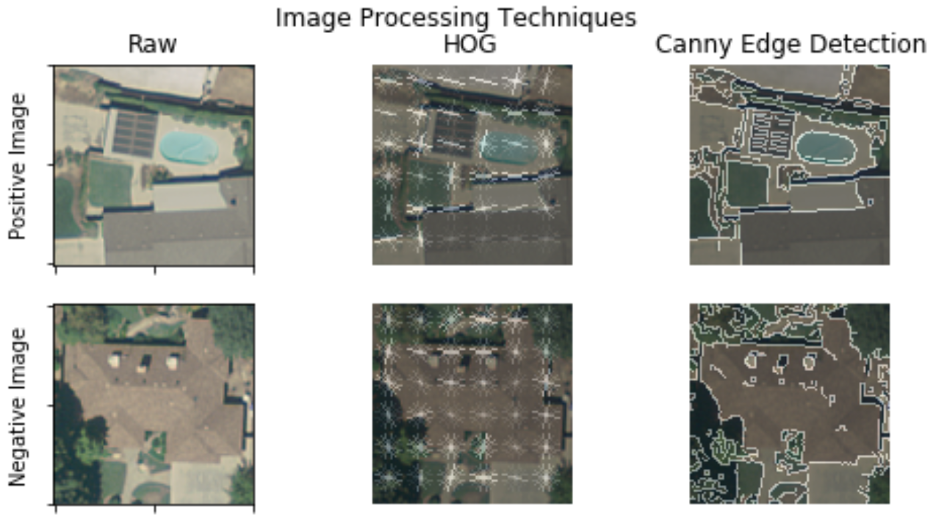 Image Processing Techniques
Raw
HOG
Canny Edge Detection
Positive Image
Negative Image